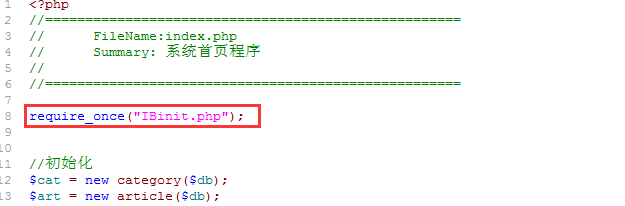 1 <?php
2 //====================================================
3 //      FileName:index.php
4 //      Summary: 系统首页程序
5 //
6 //====================================================
7
8 require_once("IBinit.php");
9
10
11 //初始化
12 $cat = new category($db);
13 $art = new article($db);